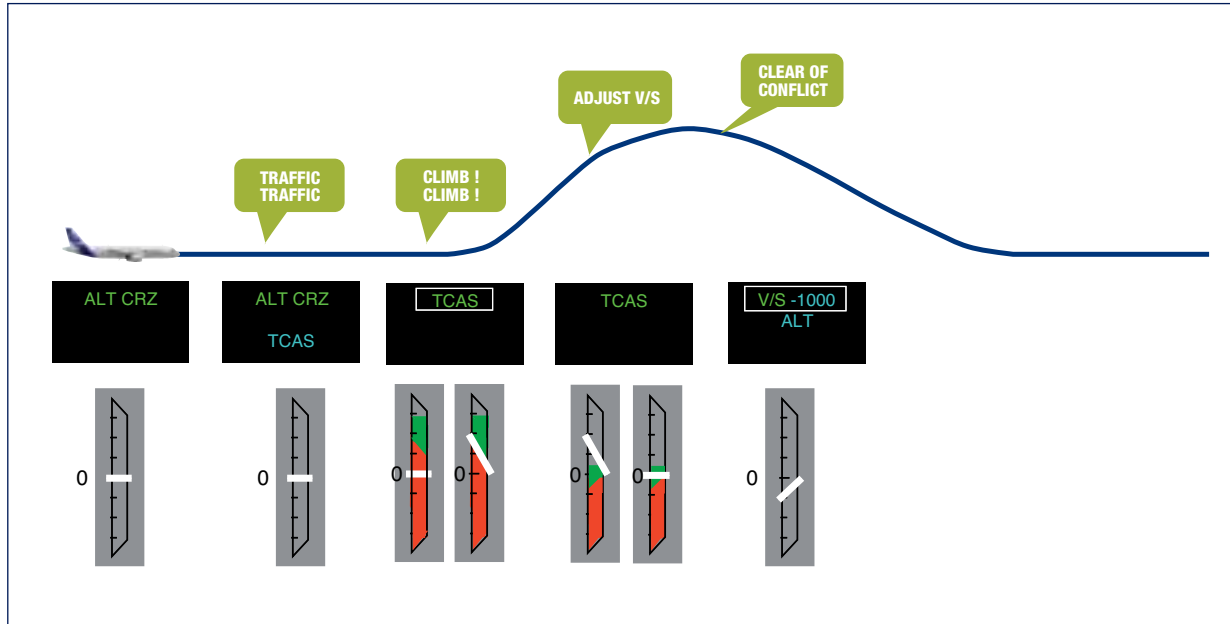 TRAFFIC
TRAFFIC
CLIMB !
CLIMB !
ADJUST V/S
CLEAR OF
CONFLICT
ALT CRZ
ALT CRZ
TCAS
TCAS
TCAS
V/S -1000
ALT
0
0
0
0
0
0
0